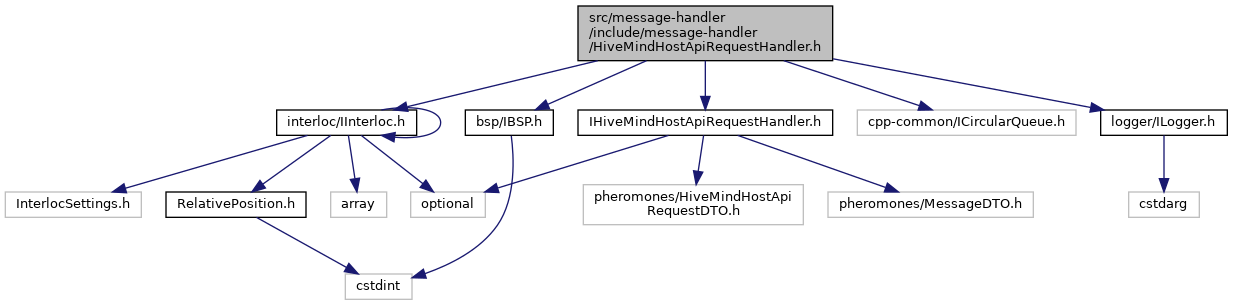 src/message-handler
/include/message-handler
/HiveMindHostApiRequestHandler.h
interloc/IInterloc.h
bsp/IBSP.h
IHiveMindHostApiRequestHandler.h
cpp-common/ICircularQueue.h
logger/ILogger.h
InterlocSettings.h
RelativePosition.h
array
optional
pheromones/HiveMindHostApi
RequestDTO.h
pheromones/MessageDTO.h
cstdarg
cstdint